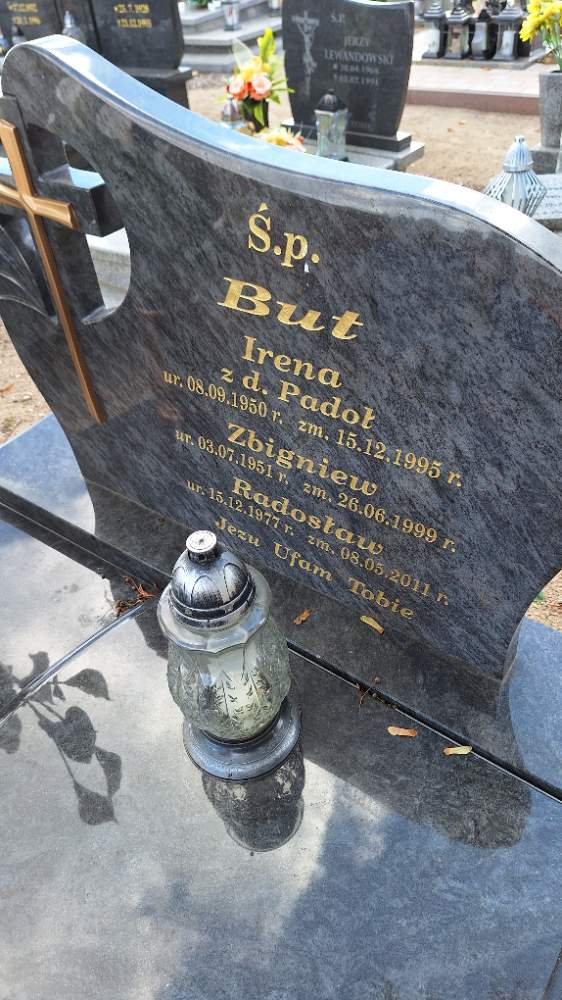 Ś.p.
But
Irena
z d. Padoł
ur. 08.09.1950 r. zm. 15.12.1995 r.
Zbigniew
ur. 03.07.1951 r. zm. 26.06.1999 r.
Radosław
ur. 15.12.1977 r. zm. 08.05.2011 r.
Jezu Ufam Tobie
Ś.P.
JERZY
LEWANDOWSKI